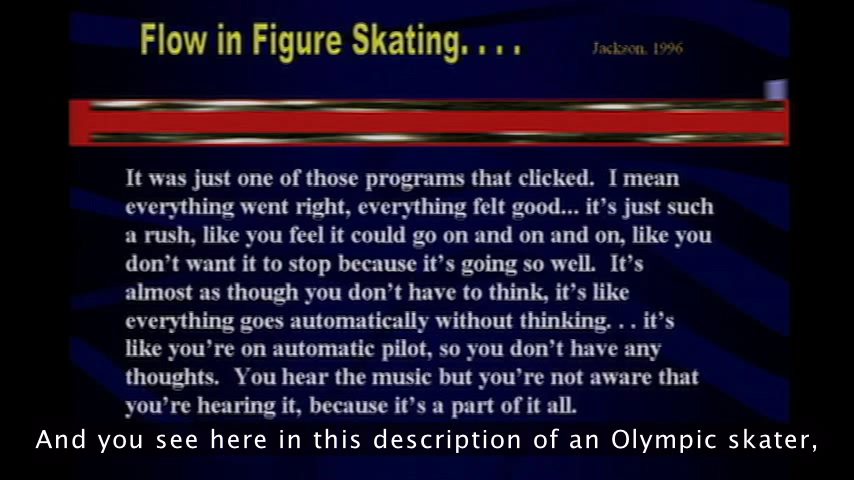 Flow in Figure Skating. . . .
Jackson, 1996
It was just one of those programs that clicked. I mean
everything went right, everything felt good... it's just such
a rush, like you feel it could go on and on and on, like you
don't want it to stop because it's going so well. It's
almost as though you don't have to think, it's like
everything goes automatically without thinking. . . it's
like you're on automatic pilot, so you don't have any
thoughts. You hear the music but you're not aware that
you're hearing it, because it's a part of it all.
And you see here in this description of an Olympic skater,